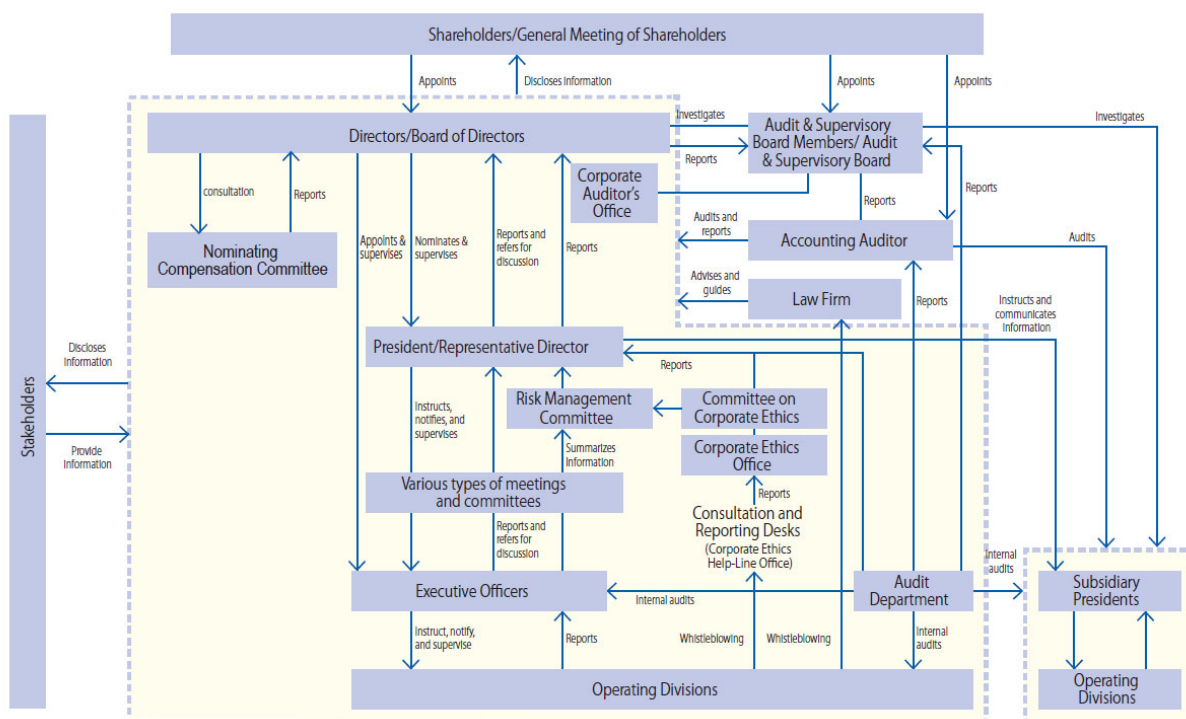 Shareholders/General Meeting of Shareholders
Appoints
Discloses information
Appoints
Appoints
Directors/Board of Directors
Investigates
Reports
Audit & Supervisory
Board Members/ Audit
& Supervisory Board
Investigates
consultation
Reports
Corporate
Auditor's
Office
Reports
Reports
Nominating
Compensation Committee
Appoints &
supervises
Nominates &
supervises
Reports and
refers for
discussion
Reports
Audits and
reports
Accounting Auditor
Audits
Advises and
guides
Law Firm
Reports
Instructs and
communicates
information
Stakeholders
Discloses
information
Provide
information
President/Representative Director
Reports
Instructs,
notifies, and
supervises
Risk Management
Committee
Committee on
Corporate Ethics
Summarizes
information
Corporate Ethics
Office
Various types of meetings
and committees
Reports
Consultation and
Reporting Desks
(Corporate Ethics
Help-Line Office)
Reports and
refers for
discussion
Executive Officers
Internal audits
Audit
Department
Internal
audits
Subsidiary
Presidents
Instruct, notify,
and supervise
Reports
Whistleblowing
Whistleblowing
Internal
audits
Operating Divisions
Operating
Divisions